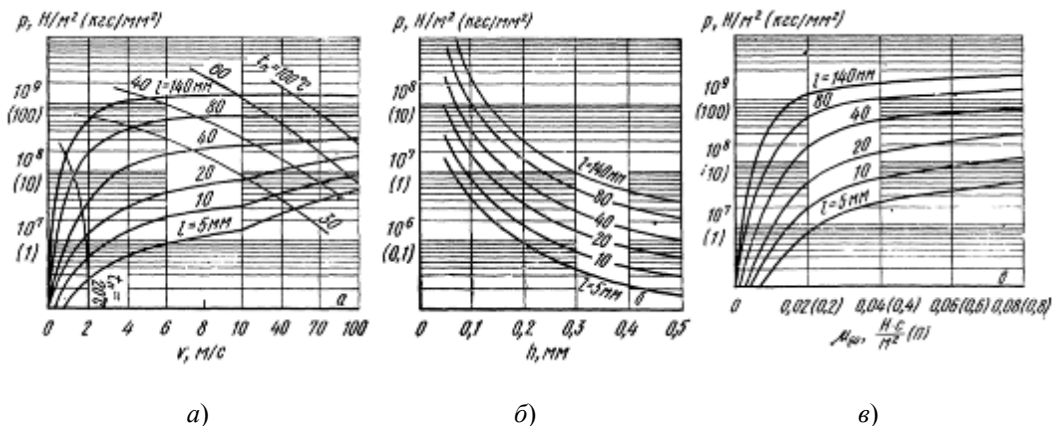 р, Н/м² (кгс/мм²)
10⁹
(100)
10⁸
(10)
10⁷
(1)
40
60
tп=100°С
l=140мм
80
40
20
10
l=5мм
30
20°
а
0 2 4 6 8 10 40 70 100
v, м/с
а)
р, Н/м² (кгс/мм²)
10⁸
(10)
10⁷
(1)
10⁶
(0,1)
l=140мм
80
40
20
10
l=5мм
б
0 0,1 0,2 0,3 0,4 0,5
h, мм
б)
р, Н/м² (кгс/мм²)
10⁹
(100)
10⁸
(10)
10⁷
(1)
l=140мм
80
40
20
10
l=5мм
0 0,02(0,2) 0,04(0,4) 0,06(0,6) 0,08(0,8)
Н·с
м²
(П)
в)